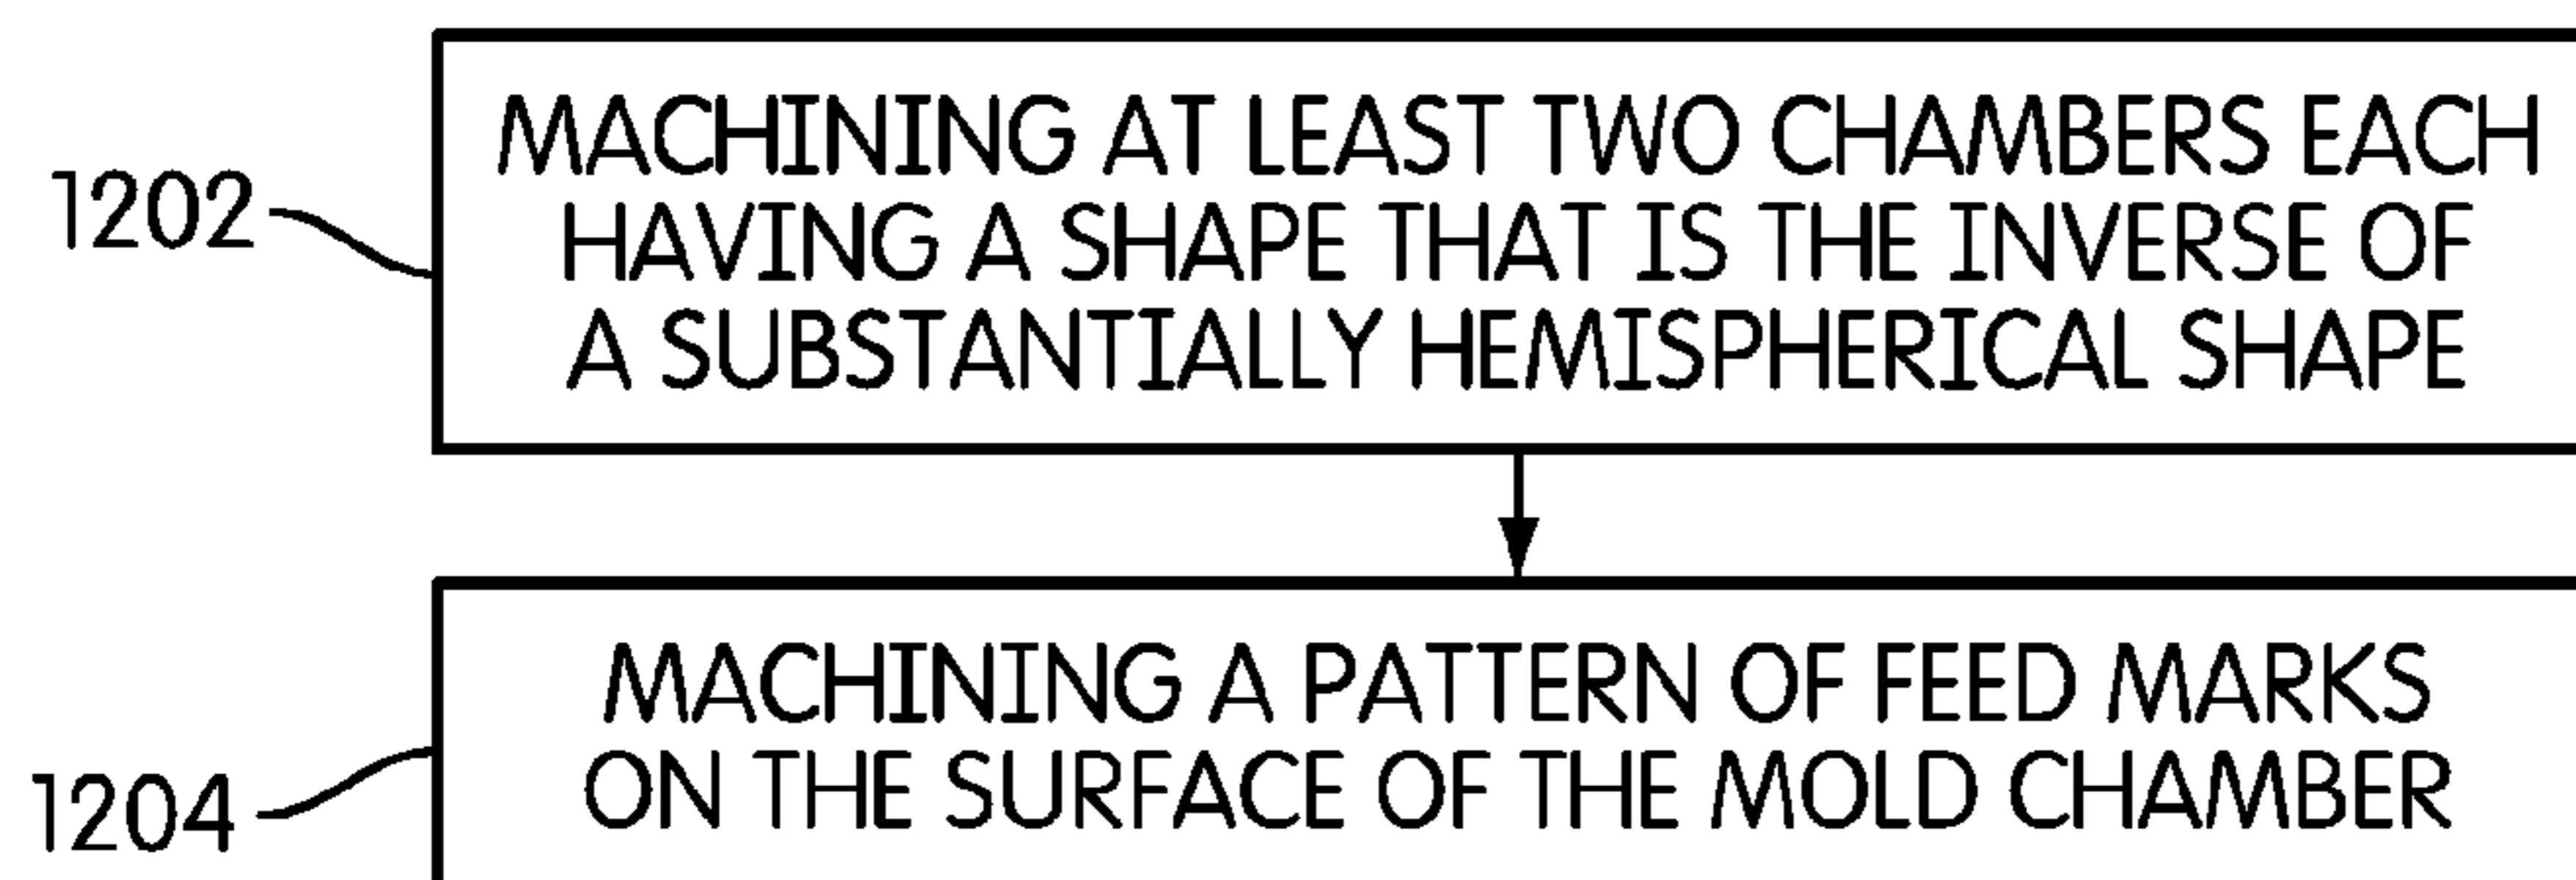 1202
MACHINING AT LEAST TWO CHAMBERS EACH
HAVING A SHAPE THAT IS THE INVERSE OF
A SUBSTANTIALLY HEMISPHERICAL SHAPE
1204
MACHINING A PATTERN OF FEED MARKS
ON THE SURFACE OF THE MOLD CHAMBER